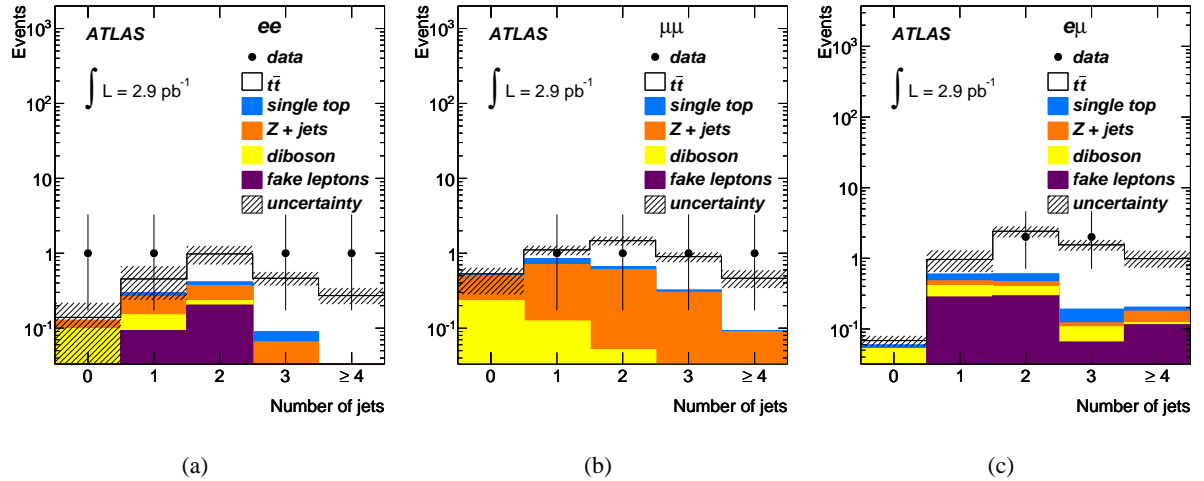 Events
10³
10²
10
1
10⁻¹
ATLAS
ee
∫ L = 2.9 pb⁻¹
data
tt̄
single top
Z + jets
diboson
fake leptons
uncertainty
0 1 2 3 ≥ 4
Number of jets
(a)
Events
10³
10²
10
1
10⁻¹
ATLAS
μμ
∫ L = 2.9 pb⁻¹
data
tt̄
single top
Z + jets
diboson
fake leptons
uncertainty
0 1 2 3 ≥ 4
Number of jets
(b)
Events
10³
10²
10
1
10⁻¹
ATLAS
eμ
∫ L = 2.9 pb⁻¹
data
tt̄
single top
Z + jets
diboson
fake leptons
uncertainty
0 1 2 3 ≥ 4
Number of jets
(c)